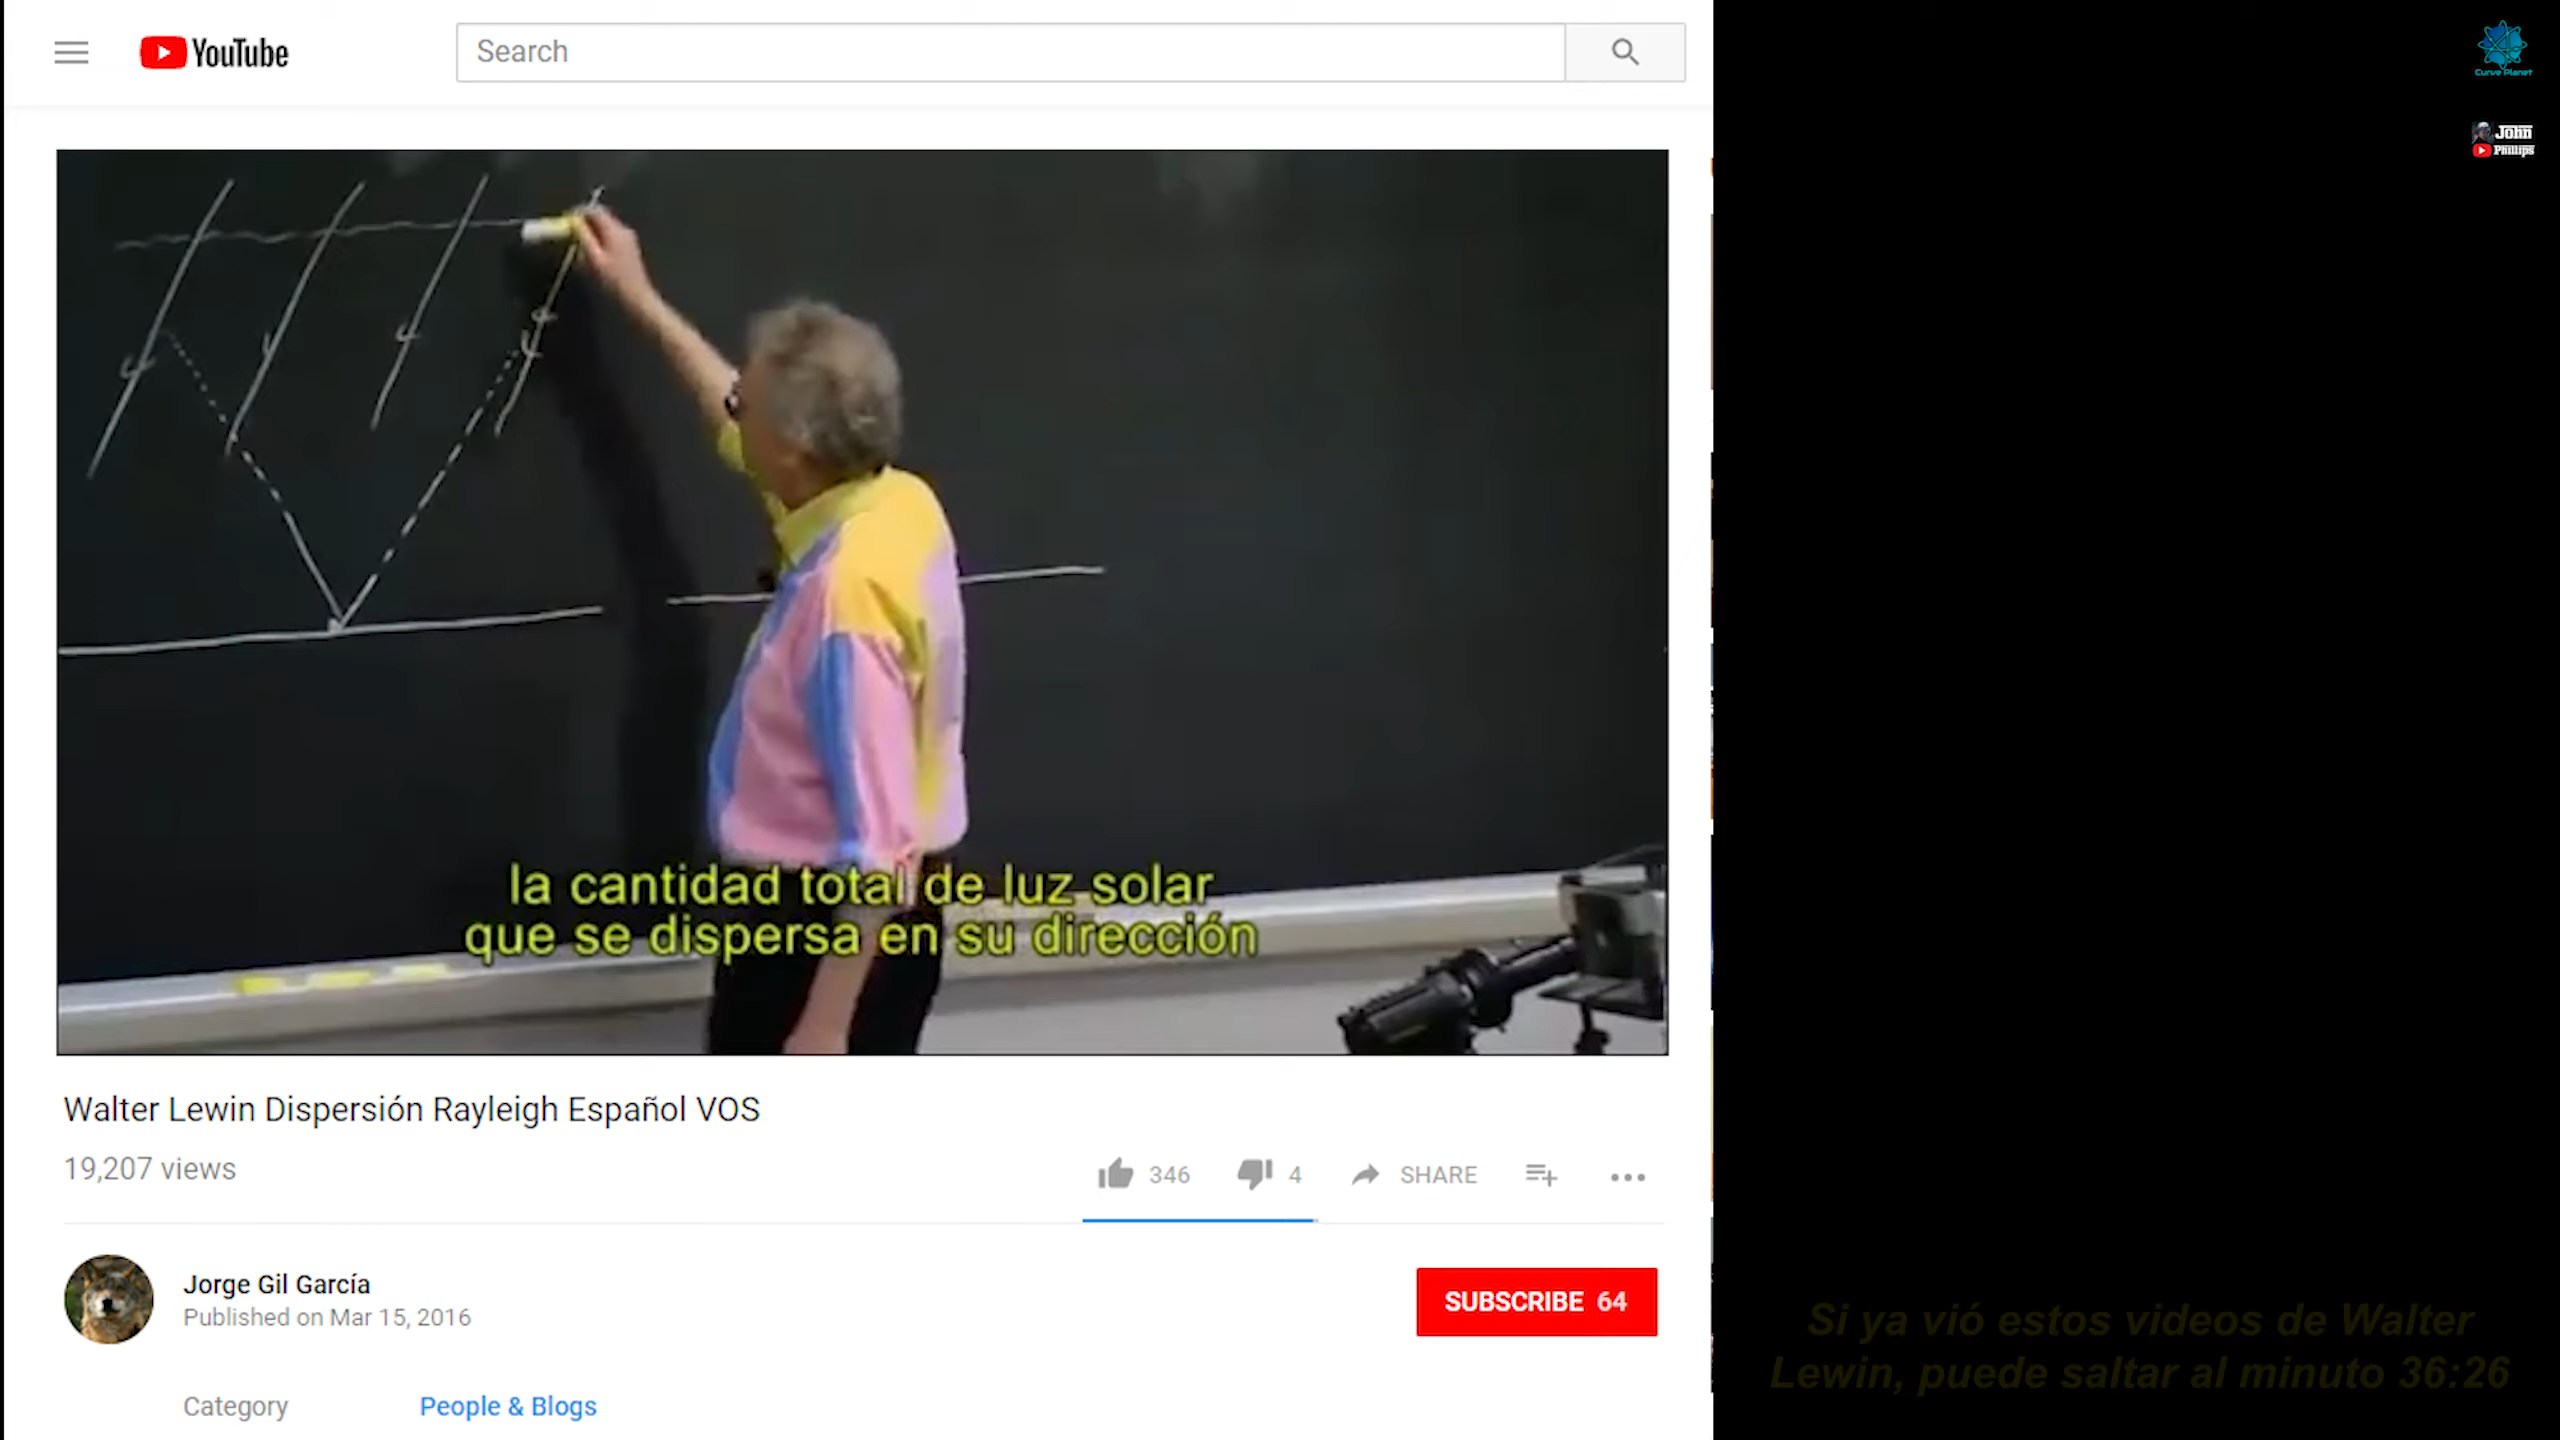 YouTube
Search
Curve Planet
John
Phillips
la cantidad total de luz solar
que se dispersa en su dirección
Walter Lewin Dispersión Rayleigh Español VOS
19,207 views
346
4
SHARE
Jorge Gil García
Published on Mar 15, 2016
SUBSCRIBE 64
Category
People & Blogs
Si ya vió estos videos de Walter
Lewin, puede saltar al minuto 36:26